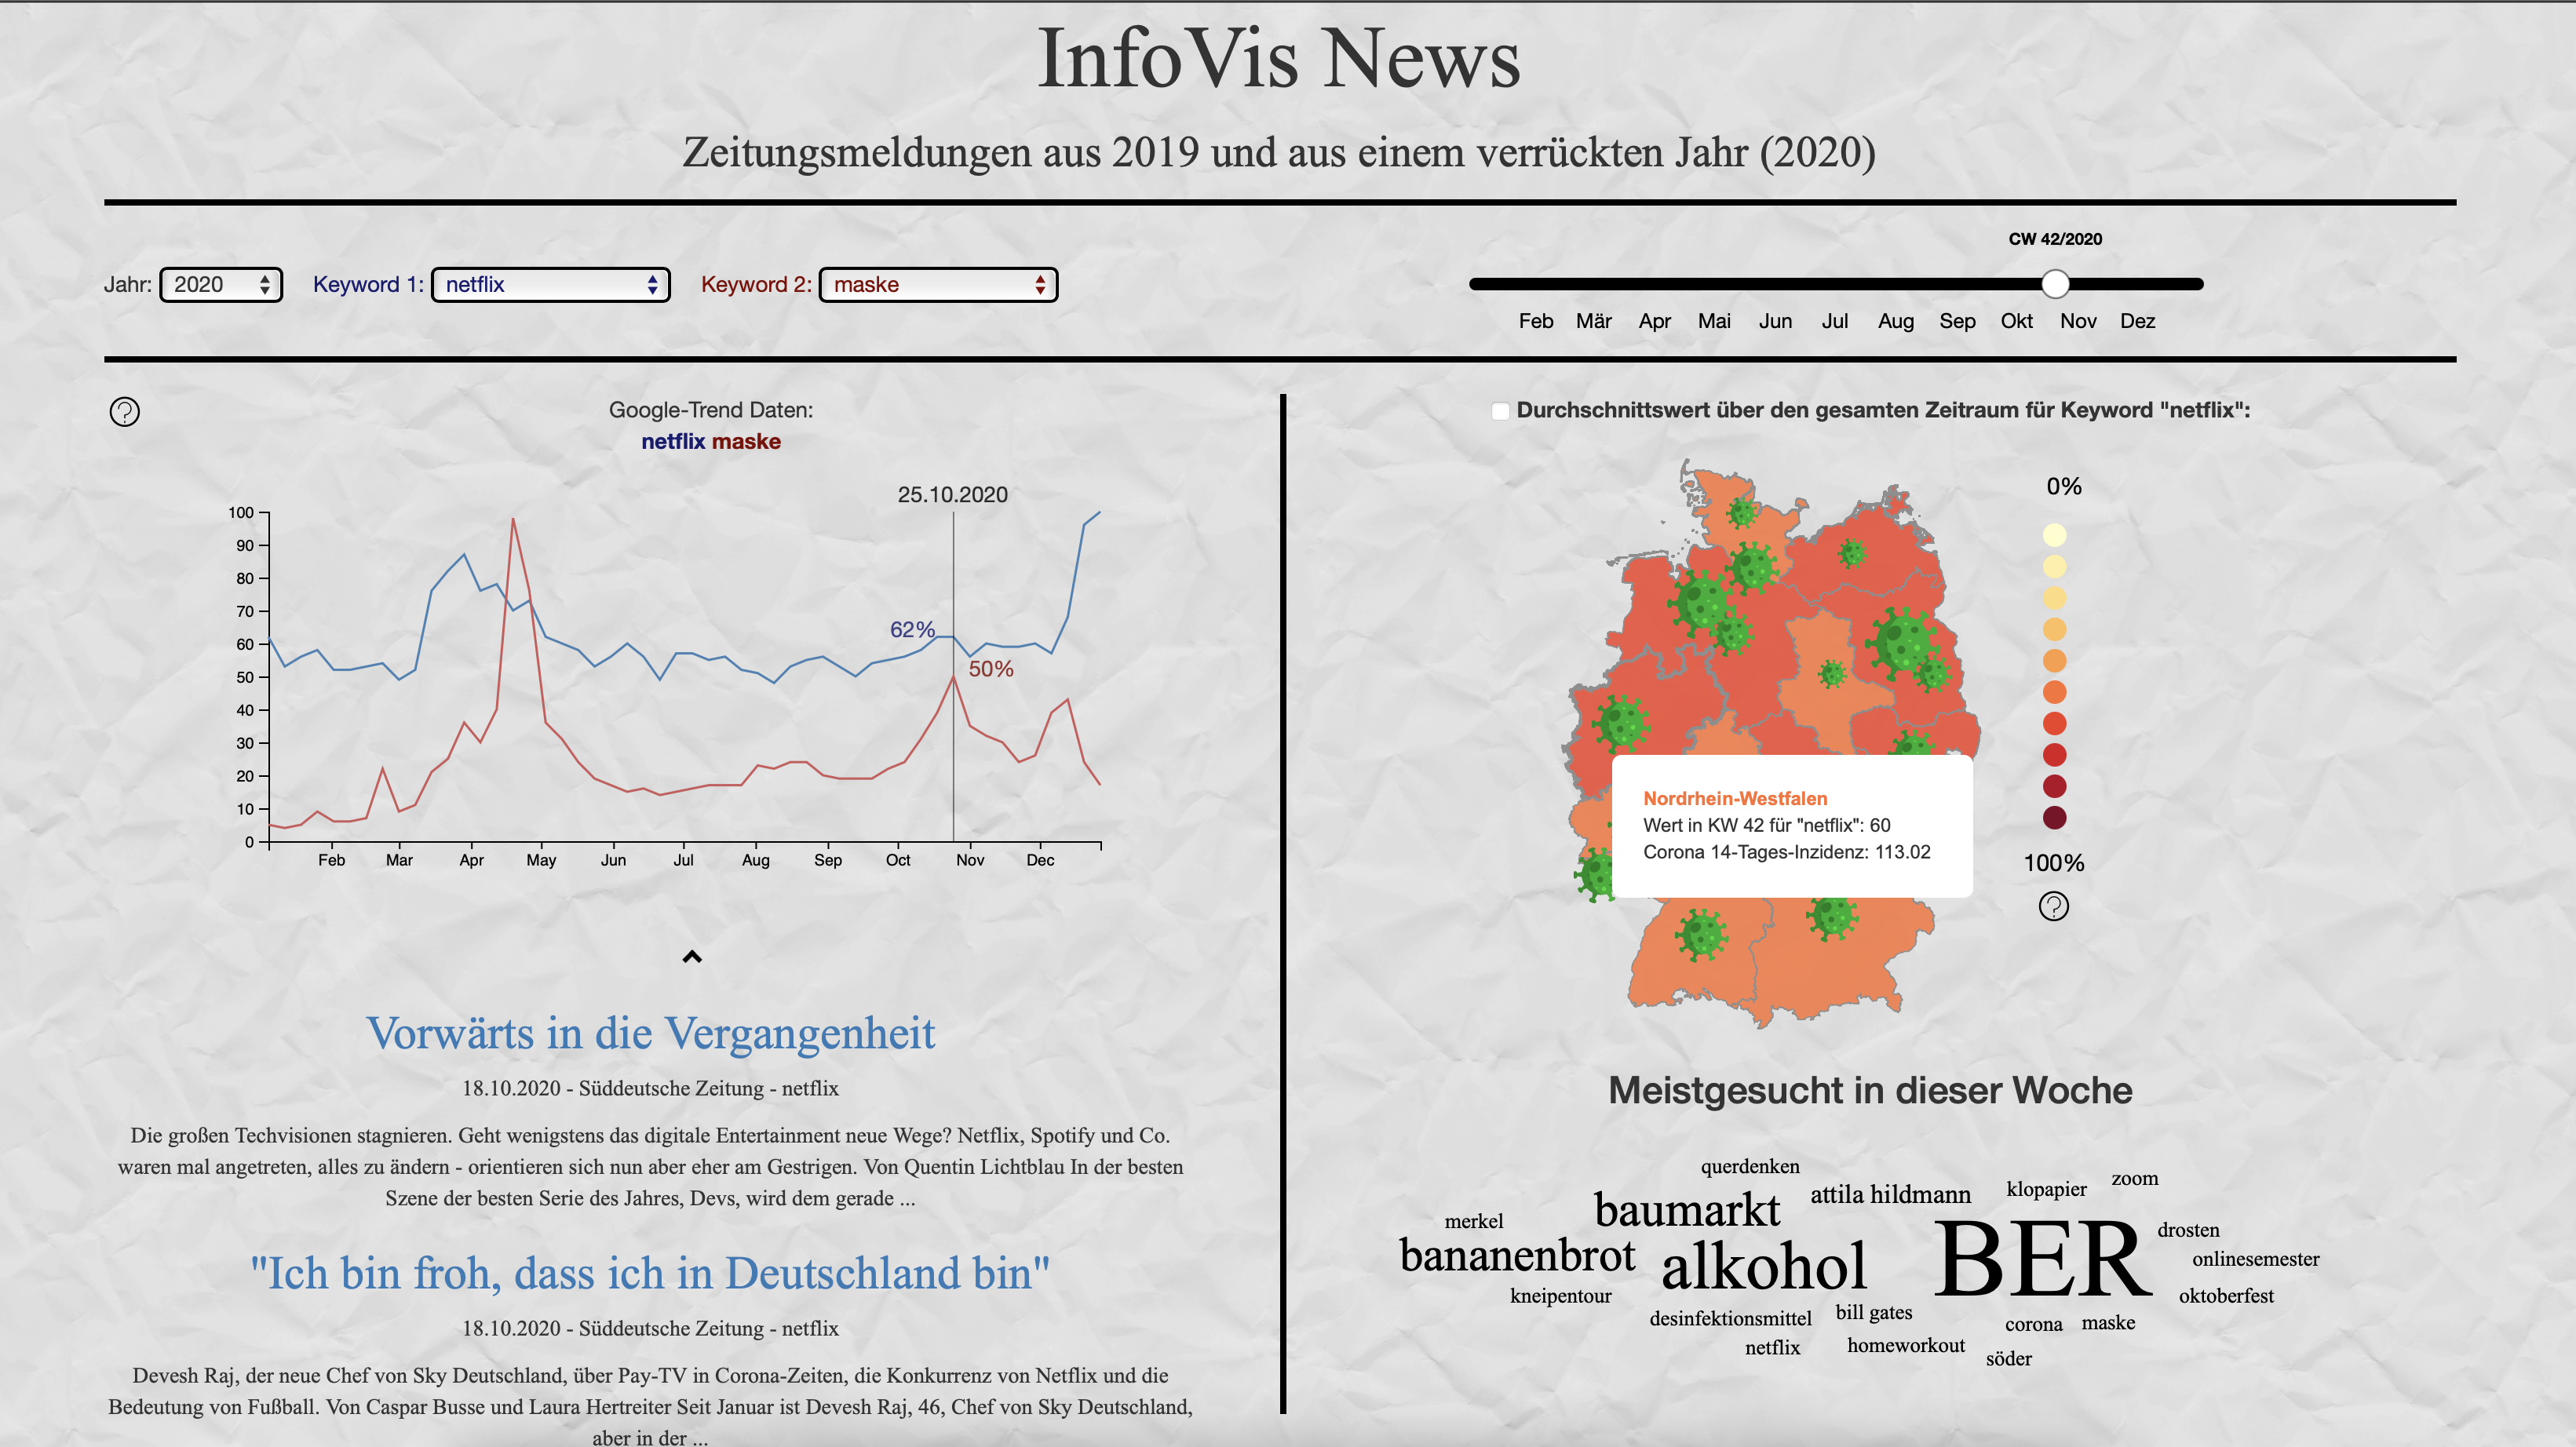 InfoVis News
Zeitungsmeldungen aus 2019 und aus einem verrückten Jahr (2020)
Jahr: 2020 Keyword 1: netflix Keyword 2: maske
CW 42/2020
Feb Mär Apr Mai Jun Jul Aug Sep Okt Nov Dez
Google-Trend Daten:
netflix maske
25.10.2020
100
90
80
70
60
50
40
30
20
10
0
62%
50%
Feb Mar Apr May Jun Jul Aug Sep Oct Nov Dec
Vorwärts in die Vergangenheit
18.10.2020 - Süddeutsche Zeitung - netflix
Die großen Techvisionen stagnieren. Geht wenigstens das digitale Entertainment neue Wege? Netflix, Spotify und Co.
waren mal angetreten, alles zu ändern - orientieren sich nun aber eher am Gestrigen. Von Quentin Lichtblau In der besten
Szene der besten Serie des Jahres, Devs, wird dem gerade ...
"Ich bin froh, dass ich in Deutschland bin"
18.10.2020 - Süddeutsche Zeitung - netflix
Devesh Raj, der neue Chef von Sky Deutschland, über Pay-TV in Corona-Zeiten, die Konkurrenz von Netflix und die
Bedeutung von Fußball. Von Caspar Busse und Laura Hertreiter Seit Januar ist Devesh Raj, 46, Chef von Sky Deutschland,
aber in der ...
Durchschnittswert über den gesamten Zeitraum für Keyword "netflix":
0%
100%
?
Nordrhein-Westfalen
Wert in KW 42 für "netflix": 60
Corona 14-Tages-Inzidenz: 113.02
Meistgesucht in dieser Woche
querdenken
zoom
klopapier
attila hildmann
baumarkt
merkel
drosten
bananenbrot
alkohol
BER
onlinesemester
kneipentour
oktoberfest
desinfektionsmittel
bill gates
corona
maske
netflix
homeworkout
söder